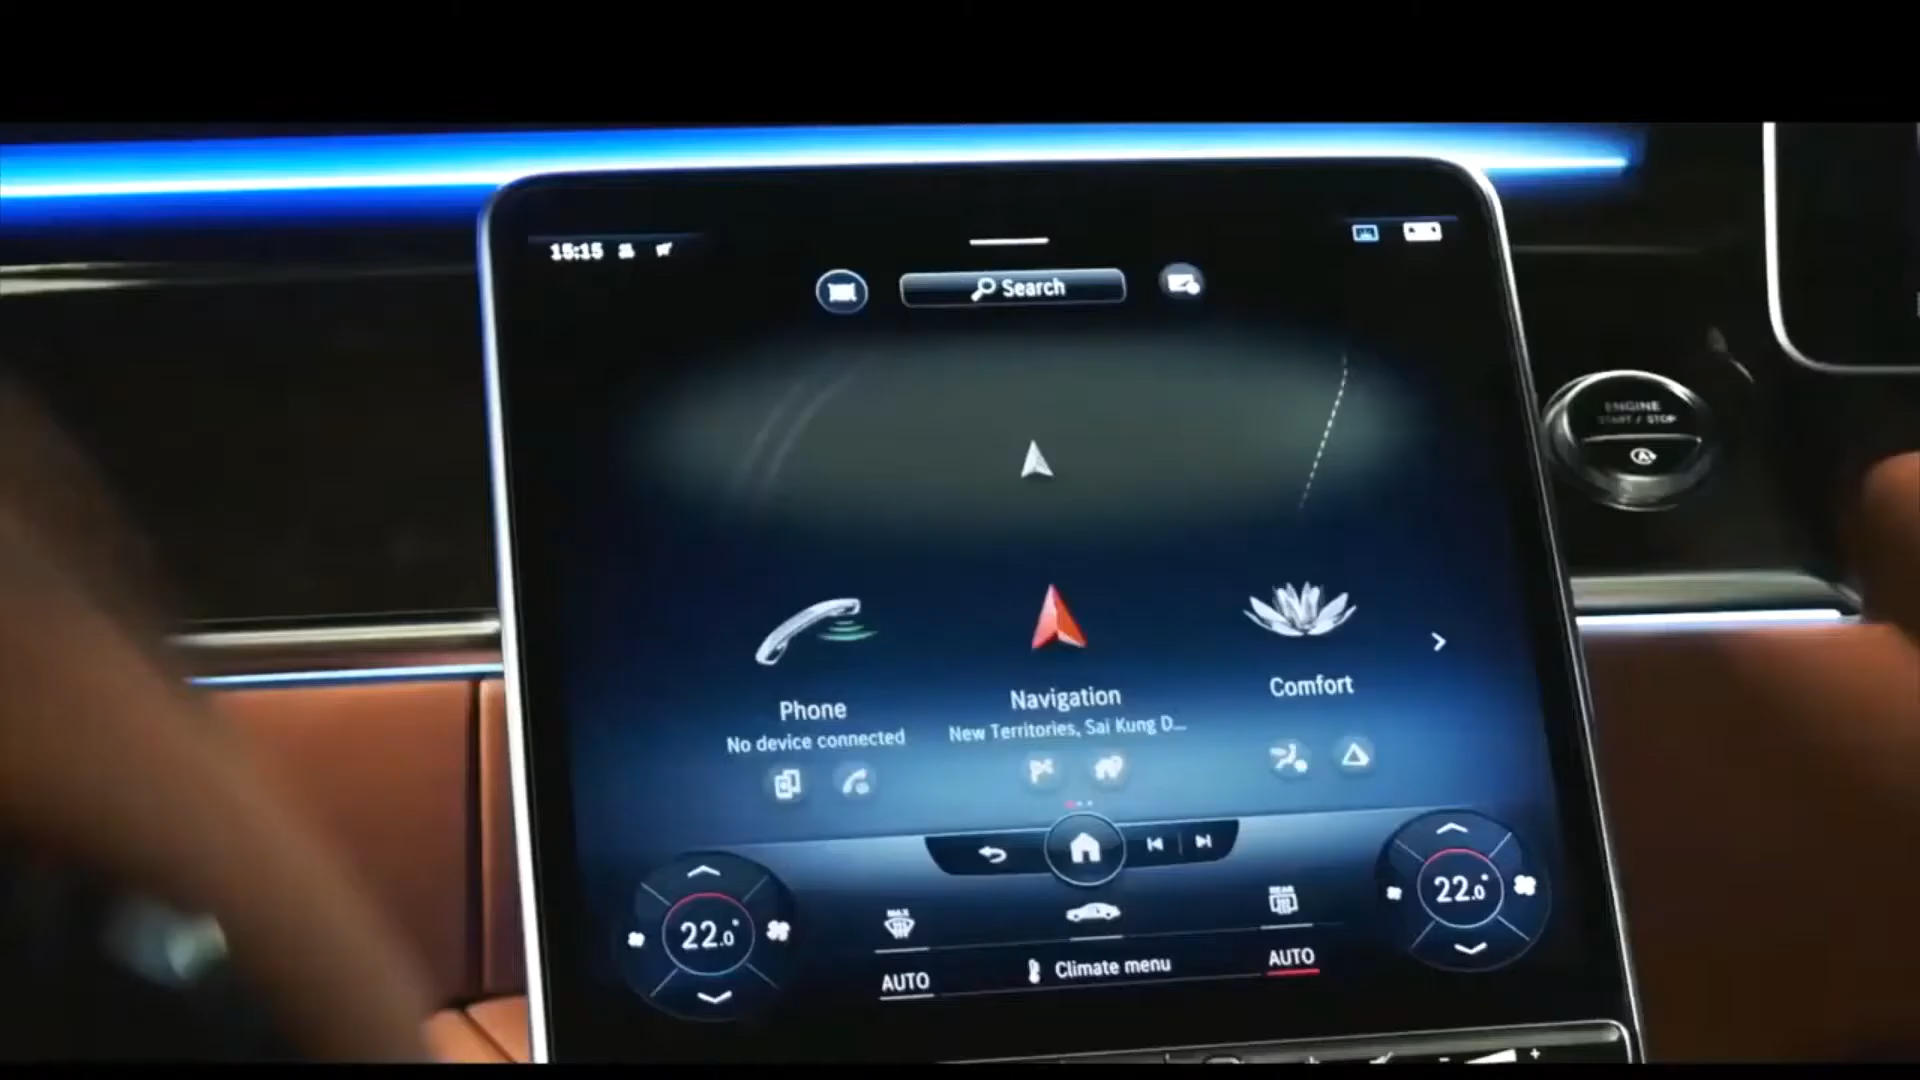 15:15
Search
ENGINE
START / STOP
A
Phone
No device connected
Navigation
New Territories, Sai Kung D...
Comfort
22.0°
MAX
REAR
22.0°
AUTO
Climate menu
AUTO